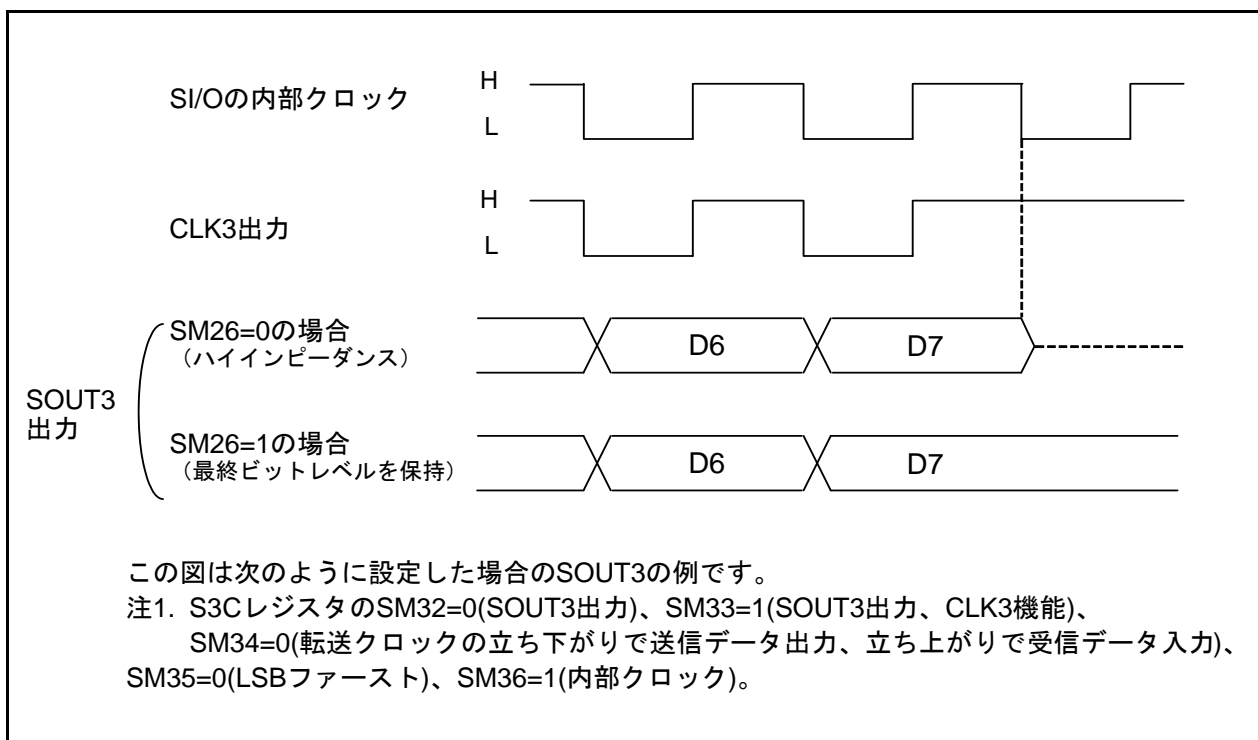 SI/Oの内部クロック
H
L
CLK3出力
H
L
SOUT3
出力
SM26=0の場合
（ハイインピーダンス）
D6
D7
SM26=1の場合
（最終ビットレベルを保持）
D6
D7
この図は次のように設定した場合のSOUT3の例です。
注1. S3CレジスタのSM32=0(SOUT3出力)、SM33=1(SOUT3出力、CLK3機能)、
SM34=0(転送クロックの立ち下がりで送信データ出力、立ち上がりで受信データ入力)、
SM35=0(LSBファースト)、SM36=1(内部クロック)。